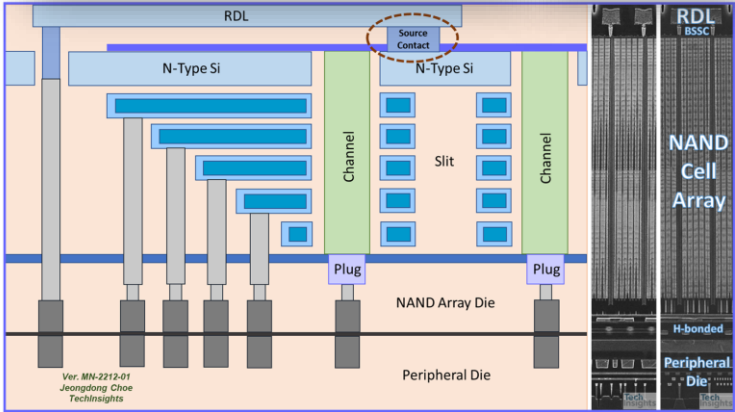 RDL
Source
Contact
N-Type Si
N-Type Si
Channel
Slit
Channel
Plug
Plug
NAND Array Die
Peripheral Die
Ver. MN-2212-01
Jeongdong Choe
TechInsights
RDL
BSSC
NAND
Cell
Array
H-bonded
Peripheral
Die
Tech
Insights
Tech
Insights